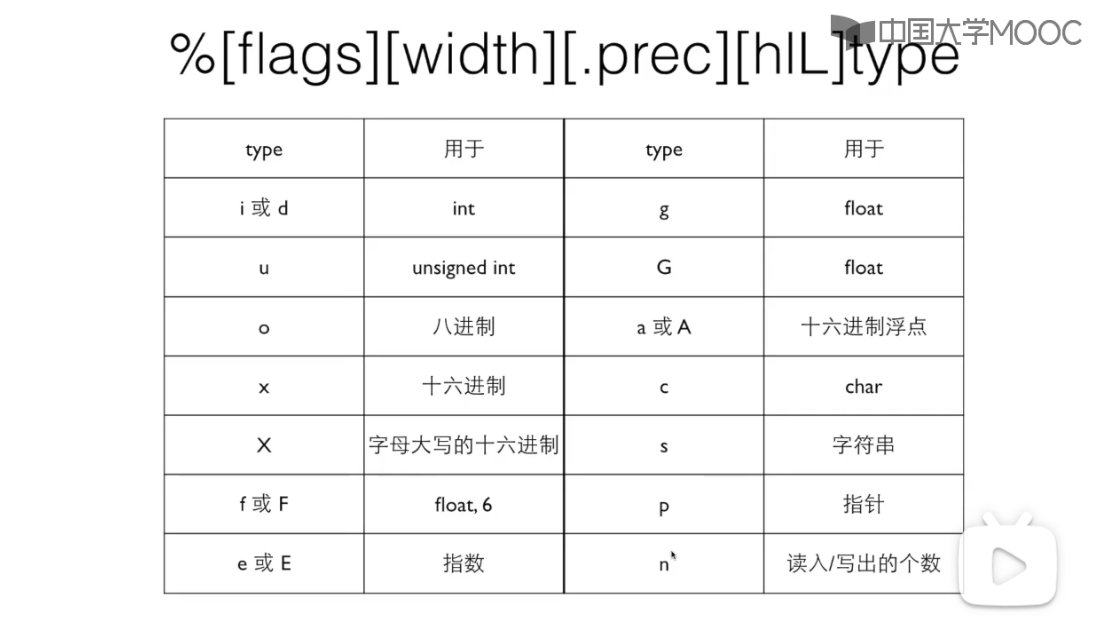 中国大学MOOC
%[flags][width][.prec][hlL]type
type 用于 type 用于
i 或 d int g float
u unsigned int G float
o 八进制 a 或 A 十六进制浮点
x 十六进制 c char
X 字母大写的十六进制 s 字符串
f 或 F float, 6 p 指针
e 或 E 指数 n 读入/写出的个数